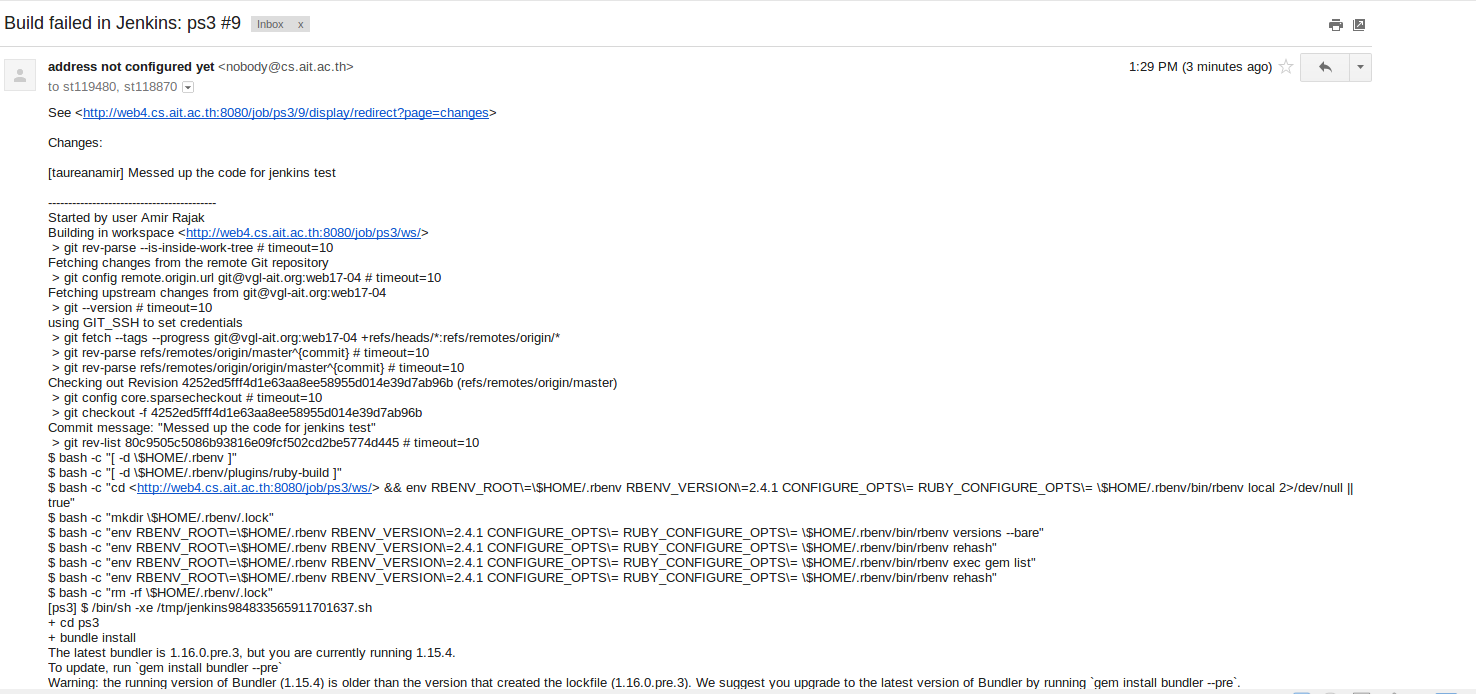 Build failed in Jenkins: ps3 #9 Inbox x
address not configured yet <nobody@cs.ait.ac.th> 1:29 PM (3 minutes ago)
to st119480, st118870
See <http://web4.cs.ait.ac.th:8080/job/ps3/9/display/redirect?page=changes>
Changes:
[taureanamir] Messed up the code for jenkins test
------------------------------------------
Started by user Amir Rajak
Building in workspace <http://web4.cs.ait.ac.th:8080/job/ps3/ws/>
> git rev-parse --is-inside-work-tree # timeout=10
Fetching changes from the remote Git repository
> git config remote.origin.url git@vgl-ait.org:web17-04 # timeout=10
Fetching upstream changes from git@vgl-ait.org:web17-04
> git --version # timeout=10
using GIT_SSH to set credentials
> git fetch --tags --progress git@vgl-ait.org:web17-04 +refs/heads/*:refs/remotes/origin/*
> git rev-parse refs/remotes/origin/master^{commit} # timeout=10
> git rev-parse refs/remotes/origin/origin/master^{commit} # timeout=10
Checking out Revision 4252ed5fff4d1e63aa8ee58955d014e39d7ab96b (refs/remotes/origin/master)
> git config core.sparsecheckout # timeout=10
> git checkout -f 4252ed5fff4d1e63aa8ee58955d014e39d7ab96b
Commit message: "Messed up the code for jenkins test"
> git rev-list 80c9505c5086b93816e09fcf502cd2be5774d445 # timeout=10
$ bash -c "[ -d \$HOME/.rbenv ]"
$ bash -c "[ -d \$HOME/.rbenv/plugins/ruby-build ]"
$ bash -c "cd <http://web4.cs.ait.ac.th:8080/job/ps3/ws/> && env RBENV_ROOT\=\$HOME/.rbenv RBENV_VERSION\=2.4.1 CONFIGURE_OPTS\= RUBY_CONFIGURE_OPTS\= \$HOME/.rbenv/bin/rbenv local 2>/dev/null ||
true"
$ bash -c "mkdir \$HOME/.rbenv/.lock"
$ bash -c "env RBENV_ROOT\=\$HOME/.rbenv RBENV_VERSION\=2.4.1 CONFIGURE_OPTS\= RUBY_CONFIGURE_OPTS\= \$HOME/.rbenv/bin/rbenv versions --bare"
$ bash -c "env RBENV_ROOT\=\$HOME/.rbenv RBENV_VERSION\=2.4.1 CONFIGURE_OPTS\= RUBY_CONFIGURE_OPTS\= \$HOME/.rbenv/bin/rbenv rehash"
$ bash -c "env RBENV_ROOT\=\$HOME/.rbenv RBENV_VERSION\=2.4.1 CONFIGURE_OPTS\= RUBY_CONFIGURE_OPTS\= \$HOME/.rbenv/bin/rbenv exec gem list"
$ bash -c "env RBENV_ROOT\=\$HOME/.rbenv RBENV_VERSION\=2.4.1 CONFIGURE_OPTS\= RUBY_CONFIGURE_OPTS\= \$HOME/.rbenv/bin/rbenv rehash"
$ bash -c "rm -rf \$HOME/.rbenv/.lock"
[ps3] $ /bin/sh -xe /tmp/jenkins984833565911701637.sh
+ cd ps3
+ bundle install
The latest bundler is 1.16.0.pre.3, but you are currently running 1.15.4.
To update, run `gem install bundler --pre`
Warning: the running version of Bundler (1.15.4) is older than the version that created the lockfile (1.16.0.pre.3). We suggest you upgrade to the latest version of Bundler by running `gem install bundler --pre`.